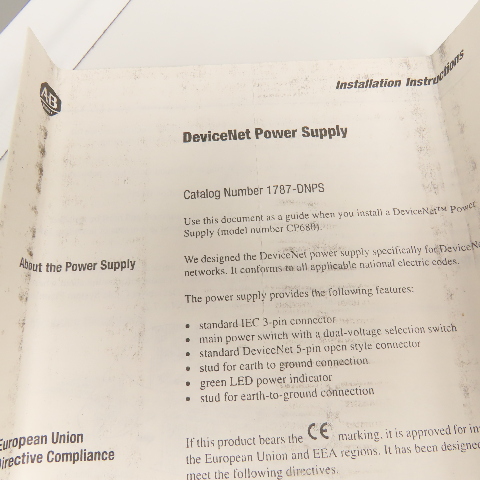 AB
Installation Instructions
DeviceNet Power Supply
Catalog Number 1787-DNPS
Use this document as a guide when you install a DeviceNet™ Power
Supply (model number CP680).
About the Power Supply
We designed the DeviceNet power supply specifically for DeviceN
networks. It conforms to all applicable national electric codes.
The power supply provides the following features:
• standard IEC 3-pin connector
• main power switch with a dual-voltage selection switch
• standard DeviceNet 5-pin open style connector
• stud for earth to ground connection
• green LED power indicator
• stud for earth-to-ground connection
European Union
Directive Compliance
If this product bears the CE marking, it is approved for in
the European Union and EEA regions. It has been designed
meet the following directives.